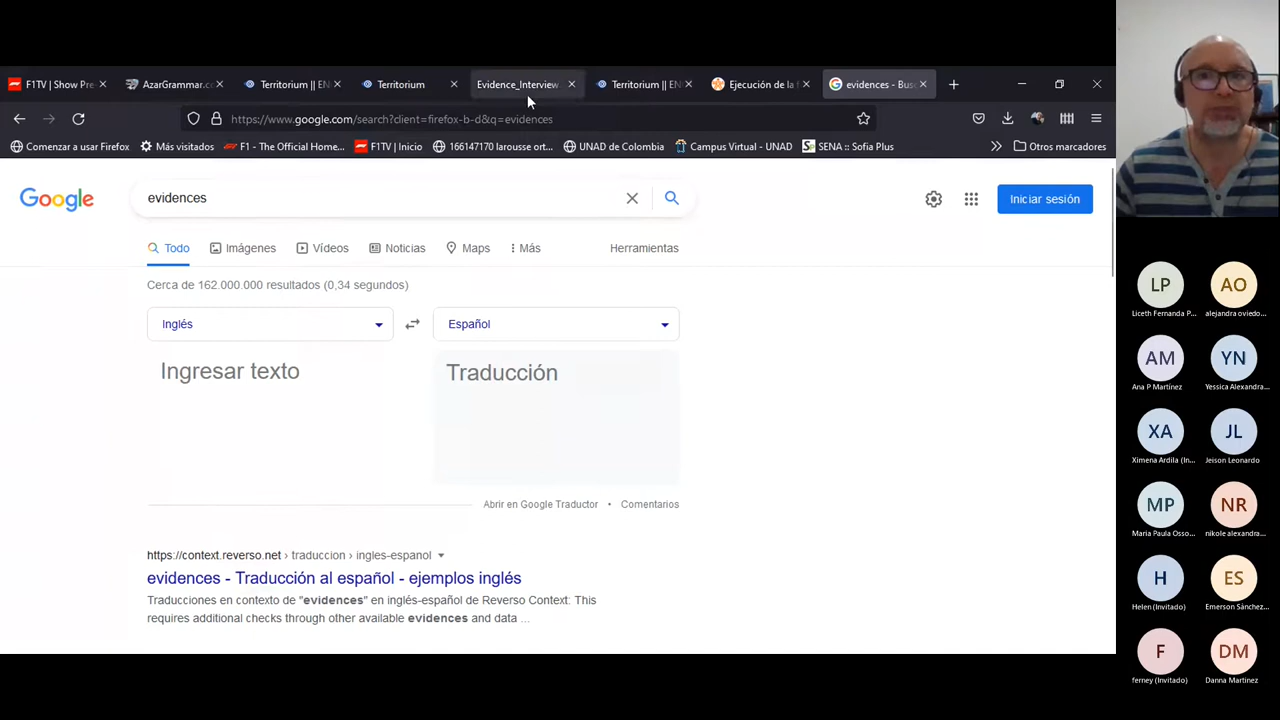 F1TV | Show Pre
AzarGrammar.c
Territorium || EN
Territorium
Evidence_Interview
Territorium || EN
Ejecución de la
evidences - Bus
https://www.google.com/search?client=firefox-b-d&q=evidences
Comenzar a usar Firefox
Más visitados
F1 - The Official Home...
F1TV | Inicio
166147170 larousse ort...
UNAD de Colombia
Campus Virtual - UNAD
SENA :: Sofia Plus
Otros marcadores
Google
evidences
Iniciar sesión
Todo
Imágenes
Vídeos
Noticias
Maps
Más
Herramientas
Cerca de 162.000.000 resultados (0,34 segundos)
Inglés
Español
Ingresar texto
Traducción
Abrir en Google Traductor • Comentarios
https://context.reverso.net › traduccion › ingles-espanol
evidences - Traducción al español - ejemplos inglés
Traducciones en contexto de "evidences" en inglés-español de Reverso Context: This
requires additional checks through other available evidences and data ...
LP
Liceth Fernanda P...
AO
alejandra oviedo...
AM
Ana P Martínez
YN
Yessica Alexandra...
XA
Ximena Ardila (In...
JL
Jeison Leonardo
MP
Maria Paula Osso...
NR
nikole alexandra...
H
Helen (Invitado)
ES
Emerson Sánchez...
F
ferney (Invitado)
DM
Danna Martinez